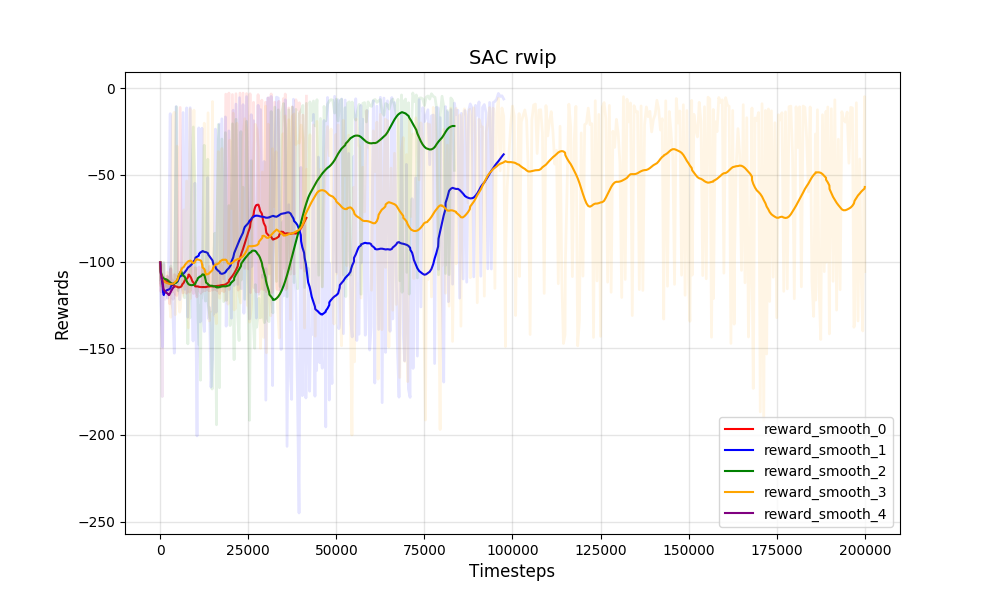 SAC rwip
Rewards
0
−50
−100
−150
−200
−250
reward_smooth_0
reward_smooth_1
reward_smooth_2
reward_smooth_3
reward_smooth_4
0 25000 50000 75000 100000 125000 150000 175000 200000
Timesteps